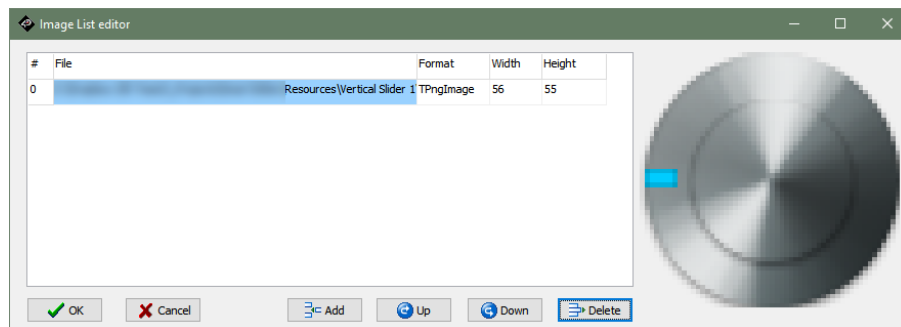 Image List editor
# File Format Width Height
0 Resources\Vertical Slider 1 TPngImage 56 55
OK Cancel Add Up Down Delete